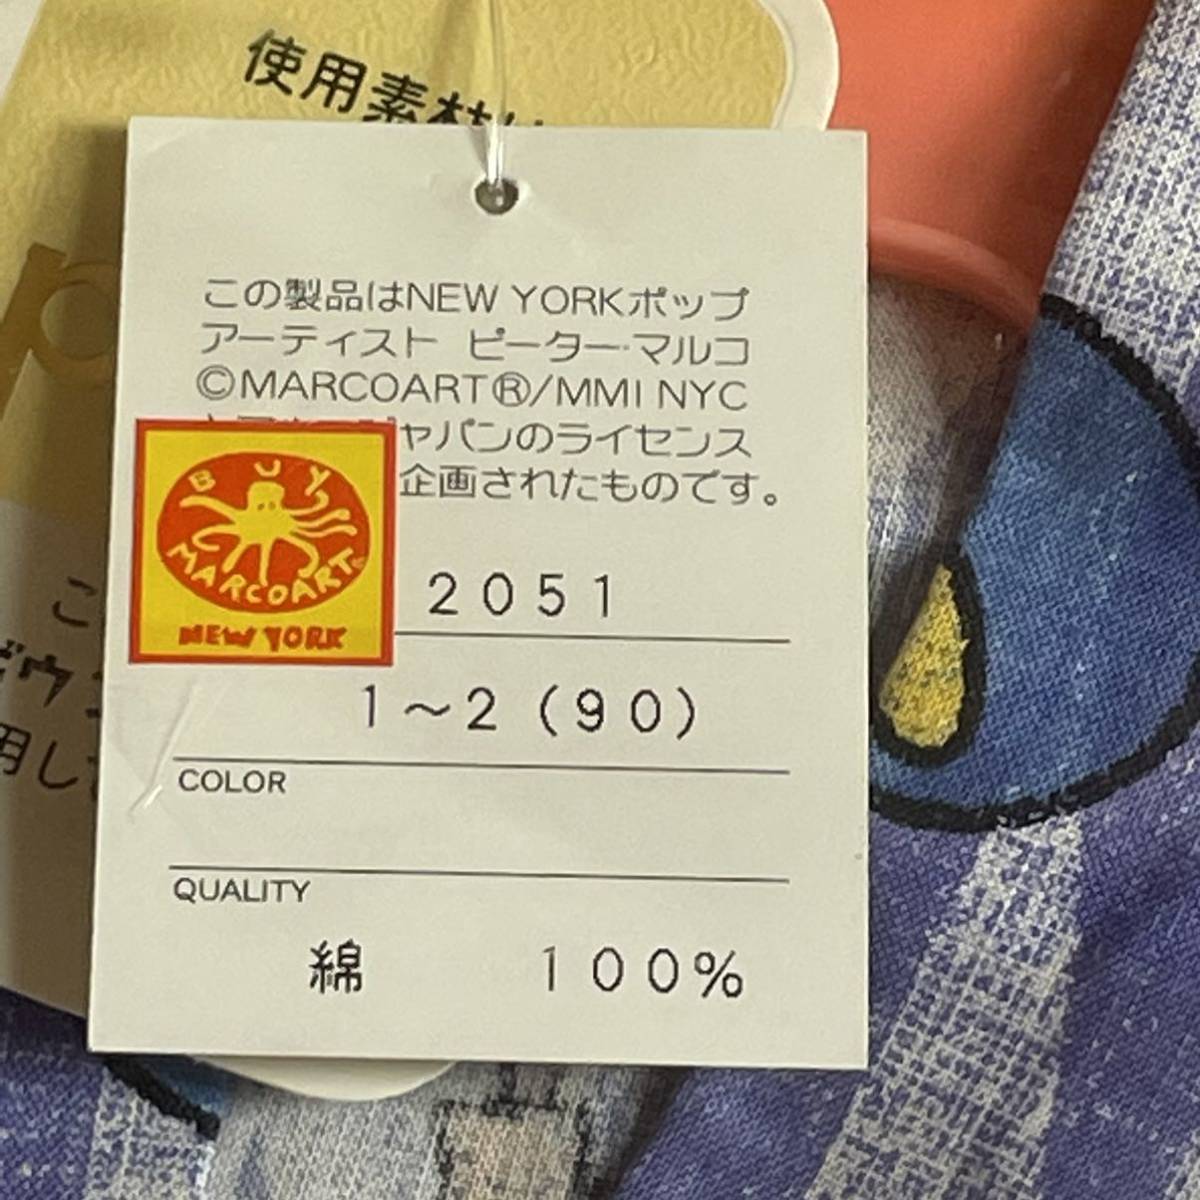 使用素材
この製品はNEW YORKポップ
アーティスト ピーター·マルコ
©MARCOART®/MMI NYC
ジャパンのライセンス
企画されたものです。
BUY
MARCOART
NEW YORK
2051
1～2(90)
COLOR
QUALITY
綿 100%